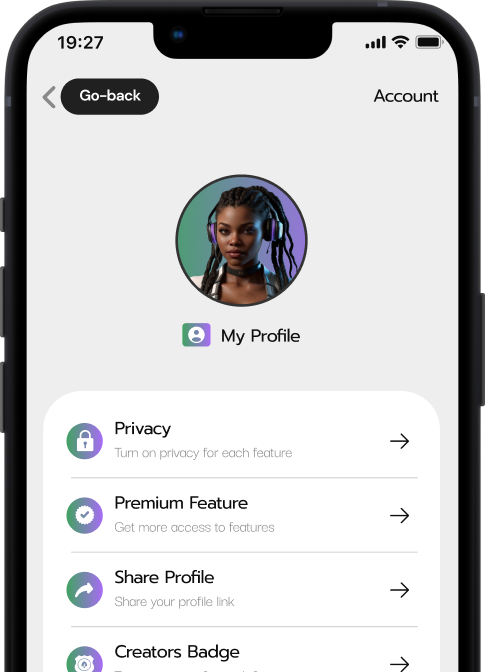 19:27
Go-back
Account
My Profile
Privacy
Turn on privacy for each feature
Premium Feature
Get more access to features
Share Profile
Share your profile link
Creators Badge